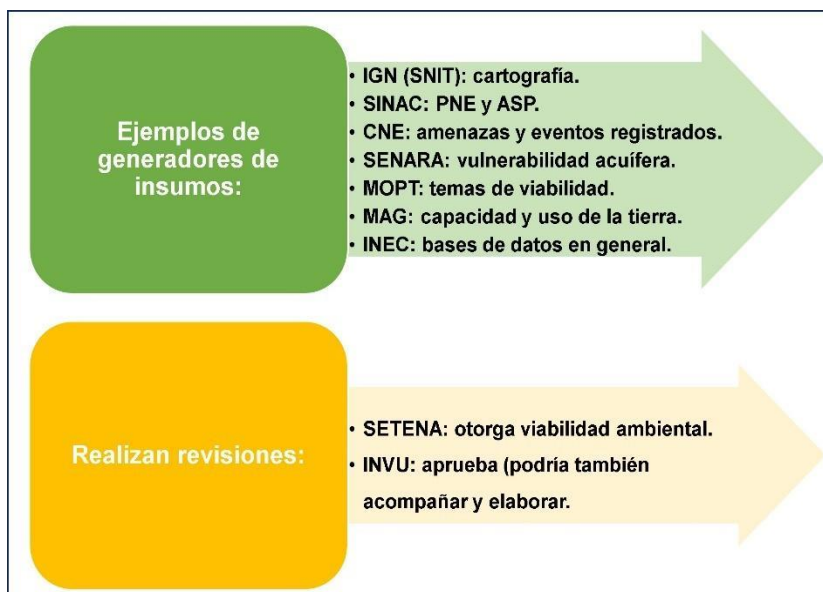 Ejemplos de
generadores de
insumos:
• IGN (SNIT): cartografía.
• SINAC: PNE y ASP.
• CNE: amenazas y eventos registrados.
• SENARA: vulnerabilidad acuífera.
• MOPT: temas de viabilidad.
• MAG: capacidad y uso de la tierra.
• INEC: bases de datos en general.
Realizan revisiones:
• SETENA: otorga viabilidad ambiental.
• INVU: aprueba (podría también
acompañar y elaborar.